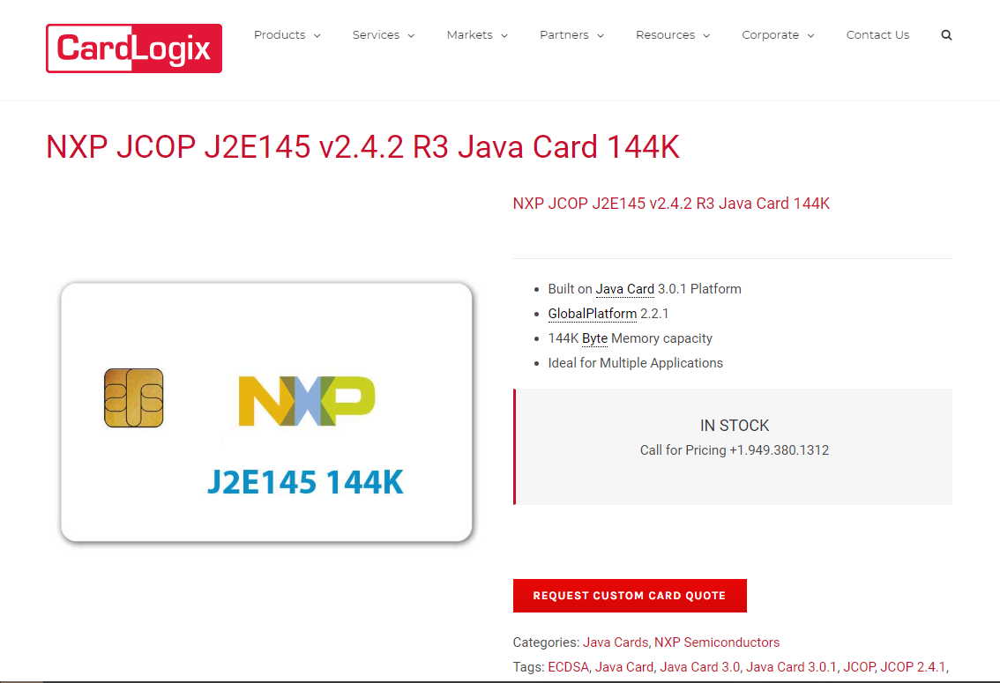 CardLogix
Products Services Markets Partners Resources Corporate Contact Us
NXP JCOP J2E145 v2.4.2 R3 Java Card 144K
NXP JCOP J2E145 v2.4.2 R3 Java Card 144K
Built on Java Card 3.0.1 Platform
GlobalPlatform 2.2.1
144K Byte Memory capacity
Ideal for Multiple Applications
NXP
J2E145 144K
IN STOCK
Call for Pricing +1.949.380.1312
REQUEST CUSTOM CARD QUOTE
Categories: Java Cards, NXP Semiconductors
Tags: ECDSA, Java Card, Java Card 3.0, Java Card 3.0.1, JCOP, JCOP 2.4.1,